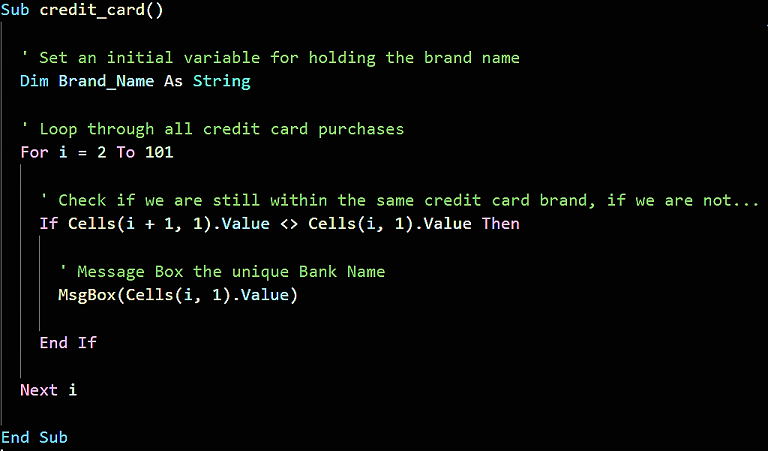 Sub credit_card()
' Set an initial variable for holding the brand name
Dim Brand_Name As String
' Loop through all credit card purchases
For i = 2 To 101
' Check if we are still within the same credit card brand, if we are not...
If Cells(i + 1, 1).Value <> Cells(i, 1).Value Then
' Message Box the unique Bank Name
MsgBox(Cells(i, 1).Value)
End If
Next i
End Sub